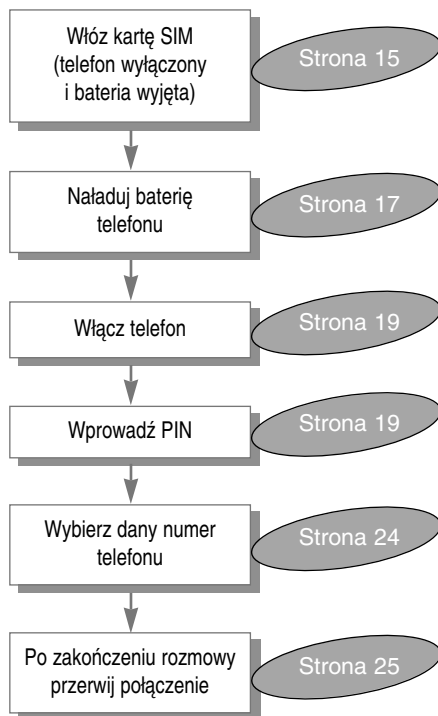 Włóż kartę SIM
(telefon wyłączony
i bateria wyjęta)
Strona 15
Naładuj baterię
telefonu
Strona 17
Włącz telefon
Strona 19
Wprowadź PIN
Strona 19
Wybierz dany numer
telefonu
Strona 24
Po zakończeniu rozmowy
przerwij połączenie
Strona 25